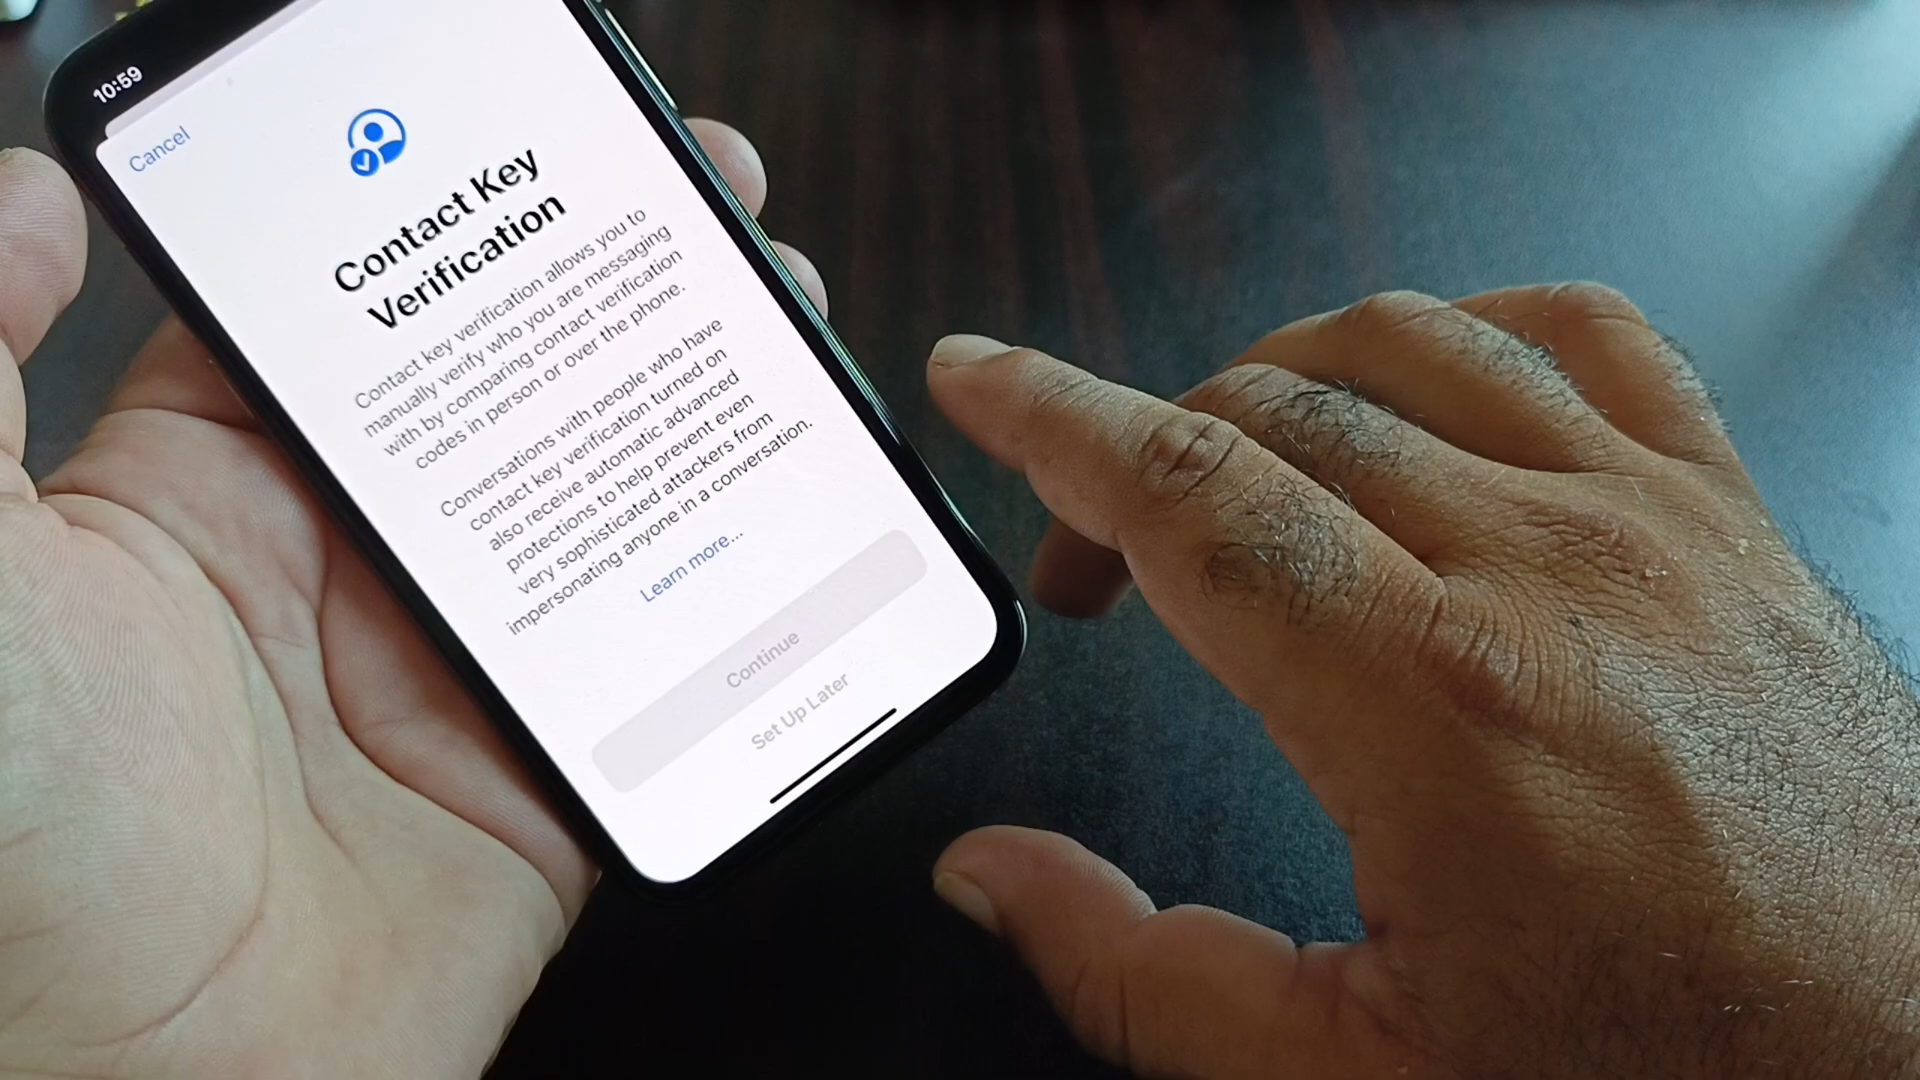 10:59
Cancel
Contact Key
Verification
Contact key verification allows you to
manually verify who you are messaging
with by comparing contact verification
codes in person or over the phone.
Conversations with people who have
contact key verification turned on
also receive automatic advanced
protections to help prevent even
very sophisticated attackers from
impersonating anyone in a conversation.
Learn more...
Continue
Set Up Later